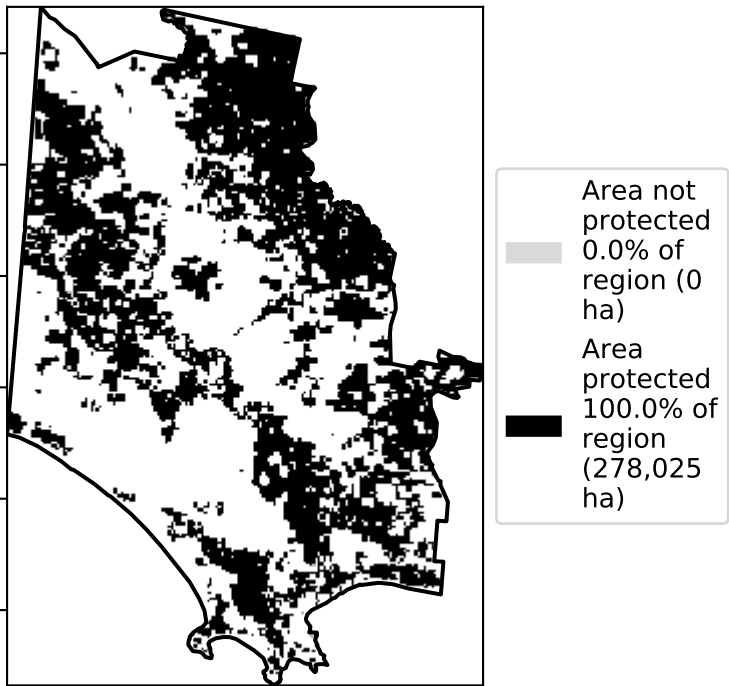 Area not
protected
0.0% of
region (0
ha)
Area
protected
100.0% of
region
(278,025
ha)